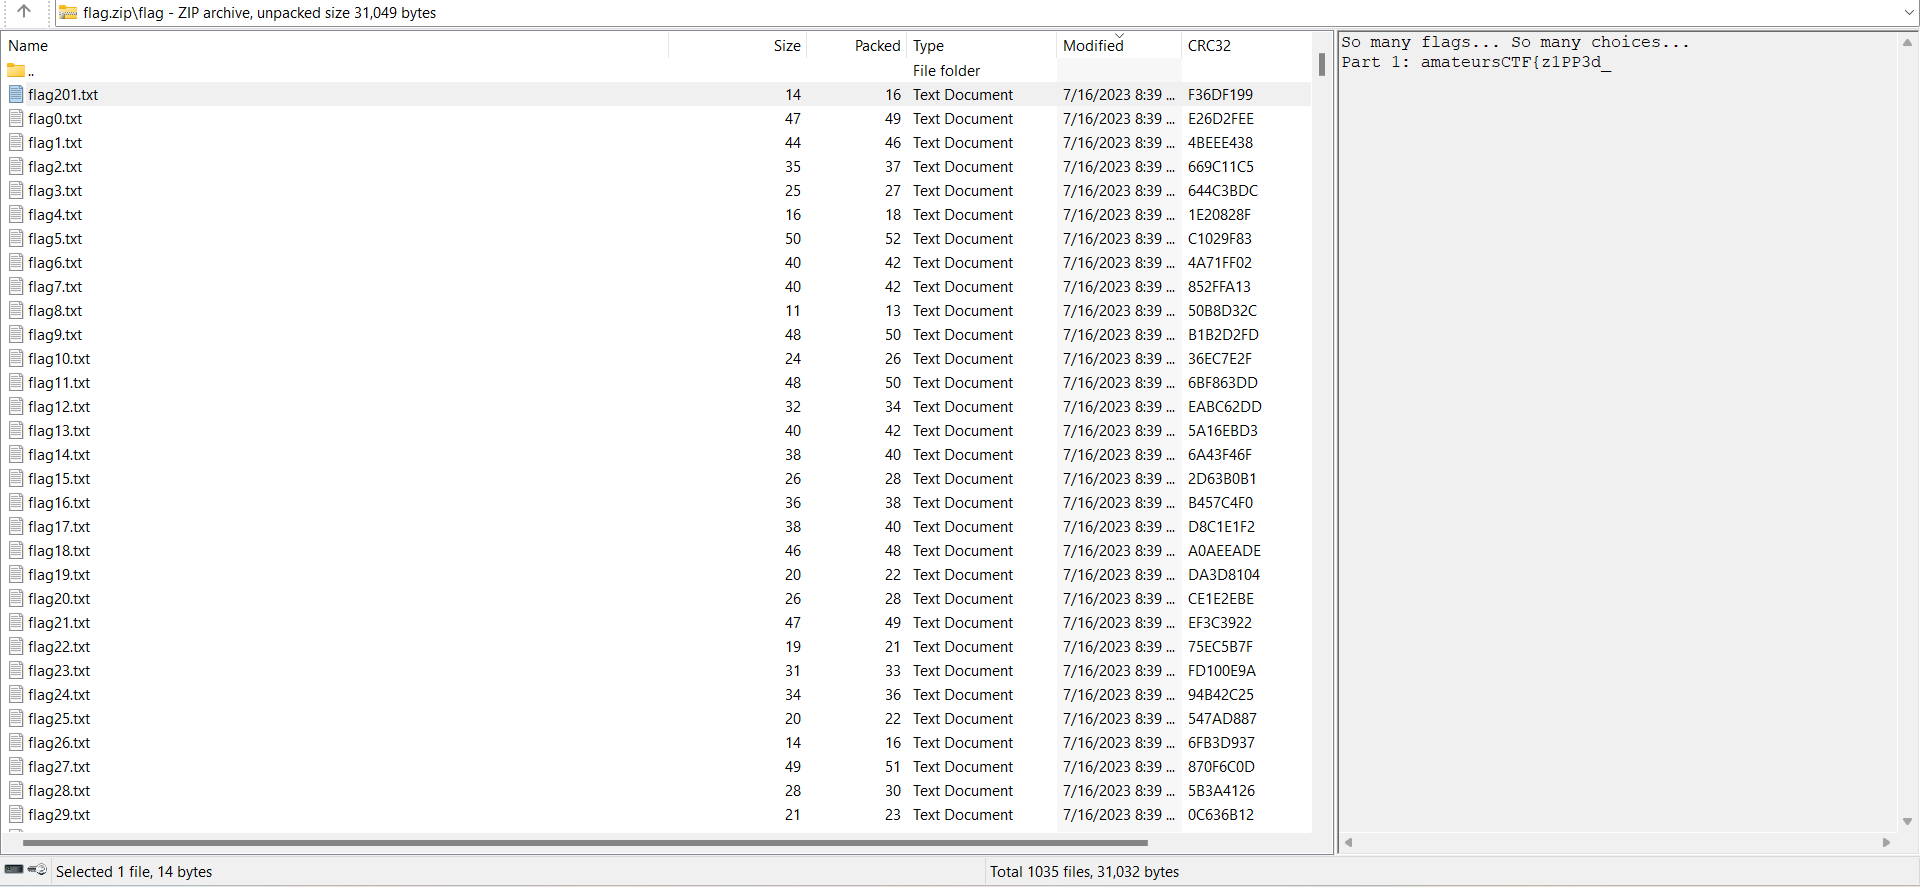 flag.zip\flag - ZIP archive, unpacked size 31,049 bytes
Name Size Packed Type Modified CRC32
.. File folder
flag201.txt 14 16 Text Document 7/16/2023 8:39 ... F36DF199
flag0.txt 47 49 Text Document 7/16/2023 8:39 ... E26D2FEE
flag1.txt 44 46 Text Document 7/16/2023 8:39 ... 4BEEE438
flag2.txt 35 37 Text Document 7/16/2023 8:39 ... 669C11C5
flag3.txt 25 27 Text Document 7/16/2023 8:39 ... 644C3BDC
flag4.txt 16 18 Text Document 7/16/2023 8:39 ... 1E20828F
flag5.txt 50 52 Text Document 7/16/2023 8:39 ... C1029F83
flag6.txt 40 42 Text Document 7/16/2023 8:39 ... 4A71FF02
flag7.txt 40 42 Text Document 7/16/2023 8:39 ... 852FFA13
flag8.txt 11 13 Text Document 7/16/2023 8:39 ... 50B8D32C
flag9.txt 48 50 Text Document 7/16/2023 8:39 ... B1B2D2FD
flag10.txt 24 26 Text Document 7/16/2023 8:39 ... 36EC7E2F
flag11.txt 48 50 Text Document 7/16/2023 8:39 ... 6BF863DD
flag12.txt 32 34 Text Document 7/16/2023 8:39 ... EABC62DD
flag13.txt 40 42 Text Document 7/16/2023 8:39 ... 5A16EBD3
flag14.txt 38 40 Text Document 7/16/2023 8:39 ... 6A43F46F
flag15.txt 26 28 Text Document 7/16/2023 8:39 ... 2D63B0B1
flag16.txt 36 38 Text Document 7/16/2023 8:39 ... B457C4F0
flag17.txt 38 40 Text Document 7/16/2023 8:39 ... D8C1E1F2
flag18.txt 46 48 Text Document 7/16/2023 8:39 ... A0AEEADE
flag19.txt 20 22 Text Document 7/16/2023 8:39 ... DA3D8104
flag20.txt 26 28 Text Document 7/16/2023 8:39 ... CE1E2EBE
flag21.txt 47 49 Text Document 7/16/2023 8:39 ... EF3C3922
flag22.txt 19 21 Text Document 7/16/2023 8:39 ... 75EC5B7F
flag23.txt 31 33 Text Document 7/16/2023 8:39 ... FD100E9A
flag24.txt 34 36 Text Document 7/16/2023 8:39 ... 94B42C25
flag25.txt 20 22 Text Document 7/16/2023 8:39 ... 547AD887
flag26.txt 14 16 Text Document 7/16/2023 8:39 ... 6FB3D937
flag27.txt 49 51 Text Document 7/16/2023 8:39 ... 870F6C0D
flag28.txt 28 30 Text Document 7/16/2023 8:39 ... 5B3A4126
flag29.txt 21 23 Text Document 7/16/2023 8:39 ... 0C636B12
So many flags... So many choices...
Part 1: amateursCTF{z1PP3d_
Selected 1 file, 14 bytes
Total 1035 files, 31,032 bytes